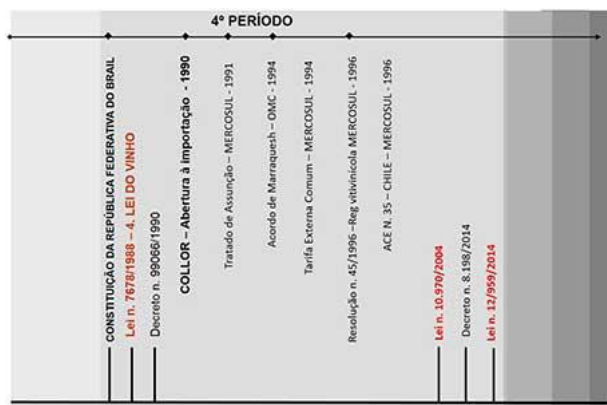 4º PERÍODO
CONSTITUIÇÃO DA REPÚBLICA FEDERATIVA DO BRAIL
Lei n. 7678/1988 – 4. LEI DO VINHO
Decreto n. 99066/1990
COLLOR – Abertura à importação - 1990
Tratado de Assunção – MERCOSUL - 1991
Acordo de Marraquesh – OMC - 1994
Tarifa Externa Comum – MERCOSUL - 1994
Resolução n. 45/1996 –Reg vitivinícola MERCOSUL - 1996
ACE N. 35 – CHILE – MERCOSUL - 1996
Lei n. 10.970/2004
Decreto n. 8.198/2014
Lei n. 12/959/2014